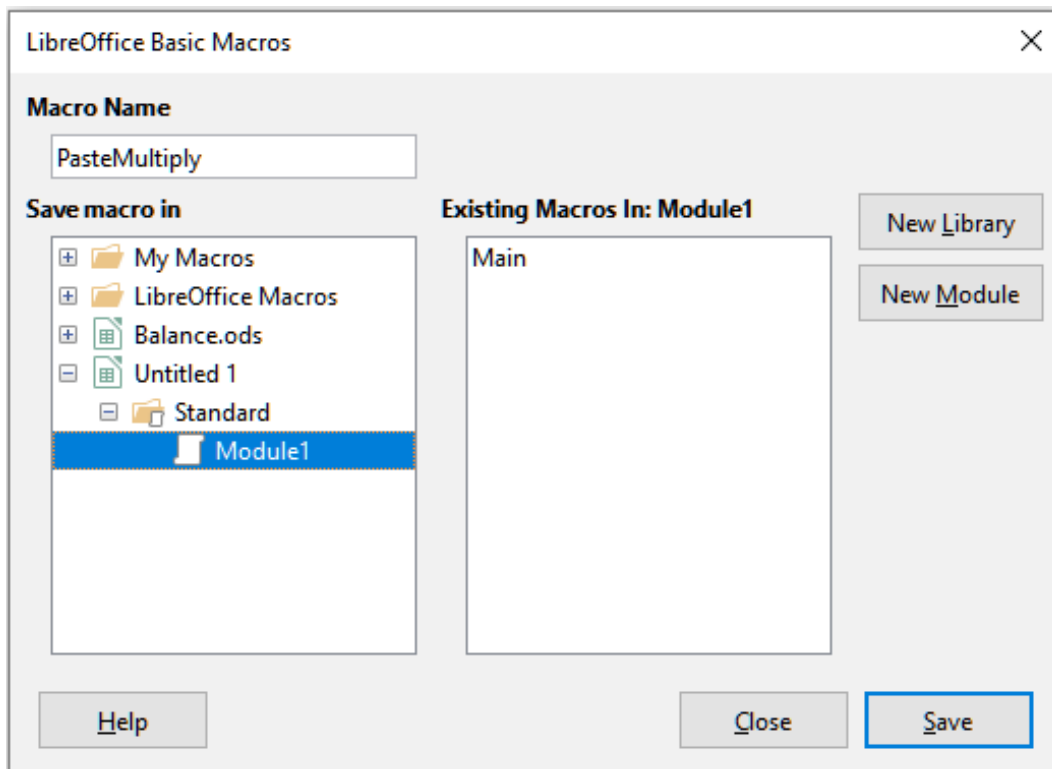 LibreOffice Basic Macros
Macro Name
PasteMultiply
Save macro in
My Macros
LibreOffice Macros
Balance.ods
Untitled 1
Standard
Module1
Existing Macros In: Module1
Main
New Library
New Module
Help
Close
Save